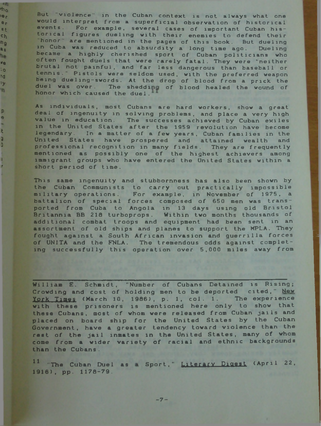 But "violence" in the Cuban context is not always what one
would interpret from a superficial observation of historical
events. For example, several cases of important Cuban his-
torical figures dueling with their enemies to defend their
"honor" are mentioned in the pages of this book. But dueling
in Cuba was reduced to absurdity a long time ago. Dueling
became a highly cherished sport of Cuban politicians who
often fought duels that were rarely fatal. They were neither
brutal not painful, and far less dangerous than baseball or
tennis. Pistols were seldom used, with the preferred weapon
being dueling-swords. At the drop of blood from a prick the
duel was over. The shedding of blood healed the wound of
honor which caused the duel.
As individuals, most Cubans are hard workers, show a great
deal of ingenuity in solving problems, and place a very high
value in education. The successes achieved by Cuban exiles
in the United States after the 1959 revolution have become
legendary. In a matter of a few years, Cuban families in the
United States have prospered and attained wealth and
professional recognition in many fields. They are frequently
mentioned as possibly one of the highest achievers among
immigrant groups who have entered the United States within a
short period of time.
This same ingenuity and stubbornness has also been shown by
the Cuban Communists to carry out practically impossible
military operations. For example, in November of 1975, a
battalion of special forces composed of 650 men was trans-
ported from Cuba to Angola in 13 days using old Bristol
Britannia BB 218 turboprops. Within two months thousands of
additional combat troops and equipment had been sent in an
assortment of old ships and planes to support the MPLA. They
fought against a South African invasion and guerrilla forces
of UNITA and the FNLA. The tremendous odds against complet-
ing successfully this operation over 5,000 miles away from
William E. Schmidt, "Number of Cubans Detained is Rising;
Crowding and cost of holding men to be deported cited," New
York Times (March 10, 1986), p. 1, col. 1. The experience
with these prisoners is mentioned here only to show that
these Cubans, most of whom were released from Cuban jails and
placed on board ship for the United States by the Cuban
Government, have a greater tendency toward violence than the
rest of the jail inmates in the United States, many of whom
come from a wide variety of racial and ethnic backgrounds
than the Cubans.
11
"The Cuban Duel as a Sport," Literary Digest (April 22,
1916), pp. 1178-79.
-7-